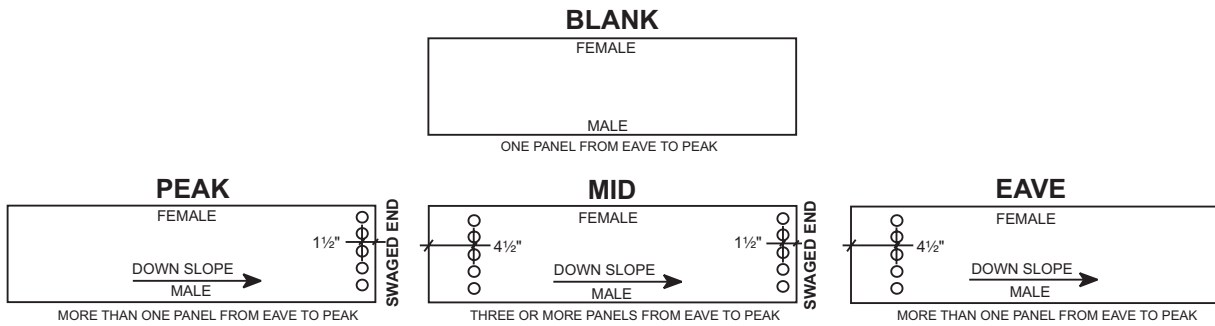 BLANK
FEMALE
MALE
ONE PANEL FROM EAVE TO PEAK
PEAK
FEMALE
1½"
DOWN SLOPE
MALE
SWAGED END
MORE THAN ONE PANEL FROM EAVE TO PEAK
MID
FEMALE
4½"
1½"
DOWN SLOPE
MALE
SWAGED END
THREE OR MORE PANELS FROM EAVE TO PEAK
EAVE
FEMALE
4½"
DOWN SLOPE
MALE
MORE THAN ONE PANEL FROM EAVE TO PEAK